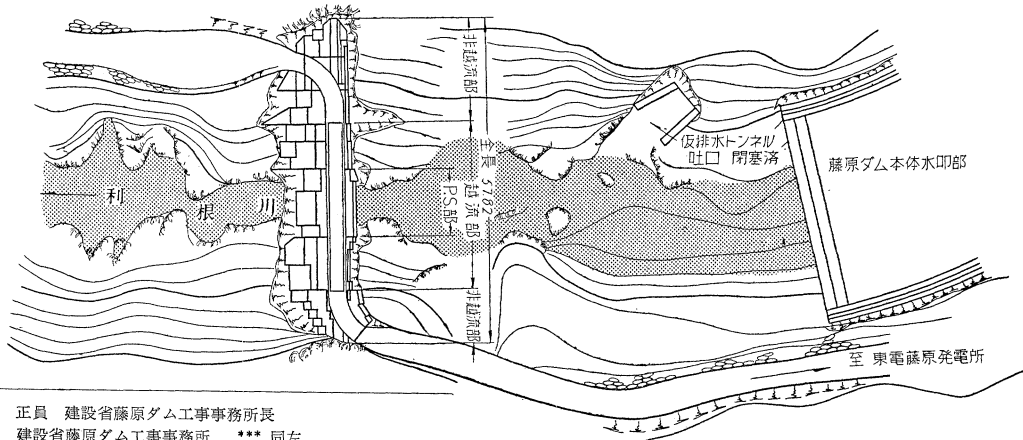 非越流部
全長 57.82
越流部
P.S.部
非越流部
仮排水トンネル
吐口 閉塞済
藤原ダム本体水叩部
利根川
至 東電藤原発電所
正員 建設省藤原ダム工事事務所長
建設省藤原ダム工事事務所 *** 同左